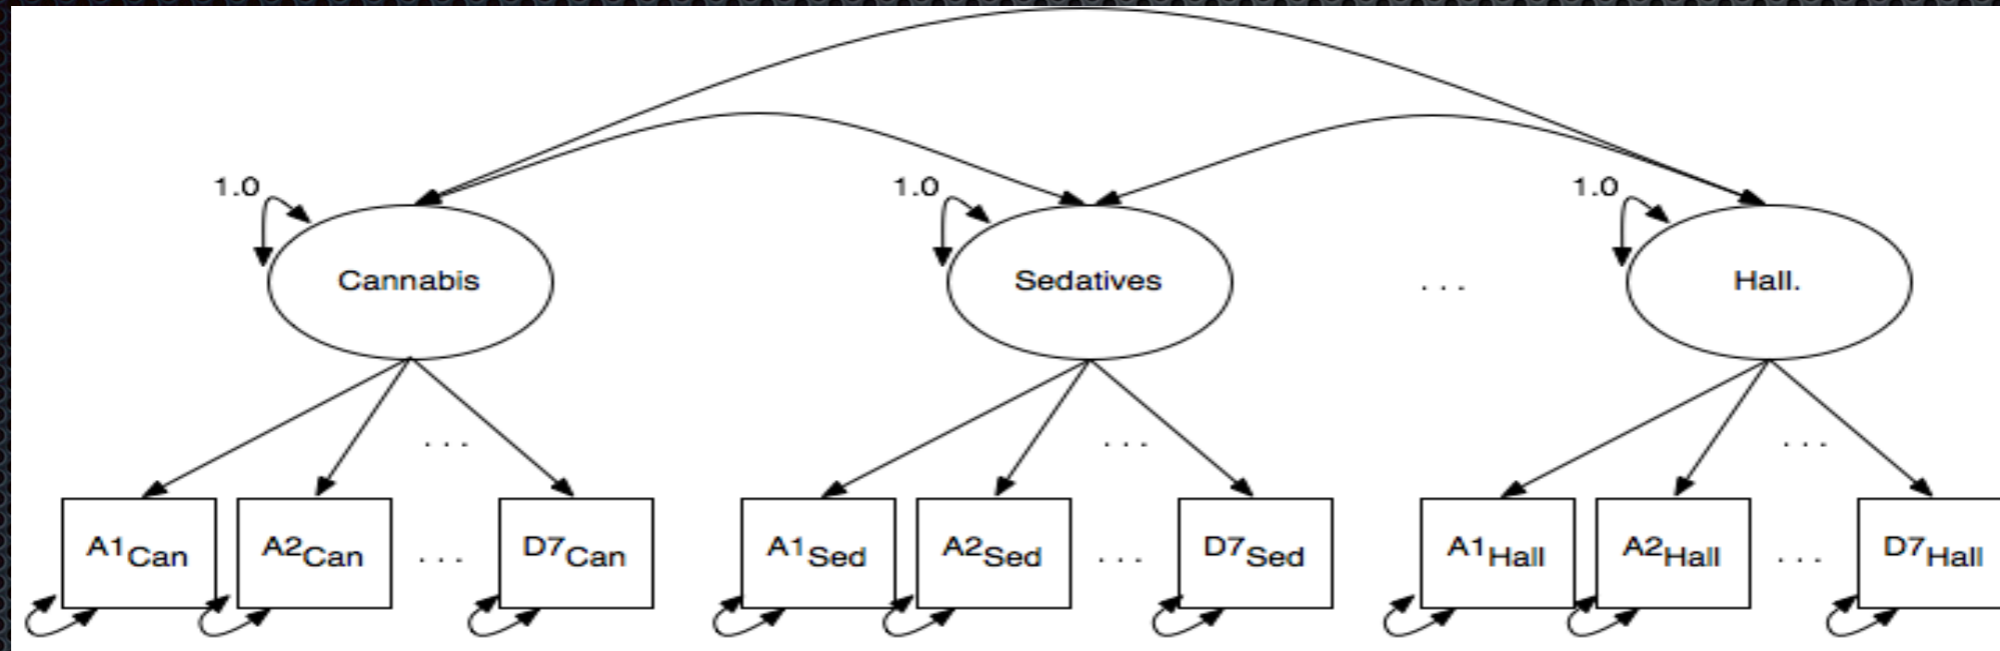 1.0 1.0 1.0
Cannabis Sedatives ... Hall.
... ... ...
A1Can A2Can ... D7Can A1Sed A2Sed ... D7Sed A1Hall A2Hall ... D7Hall